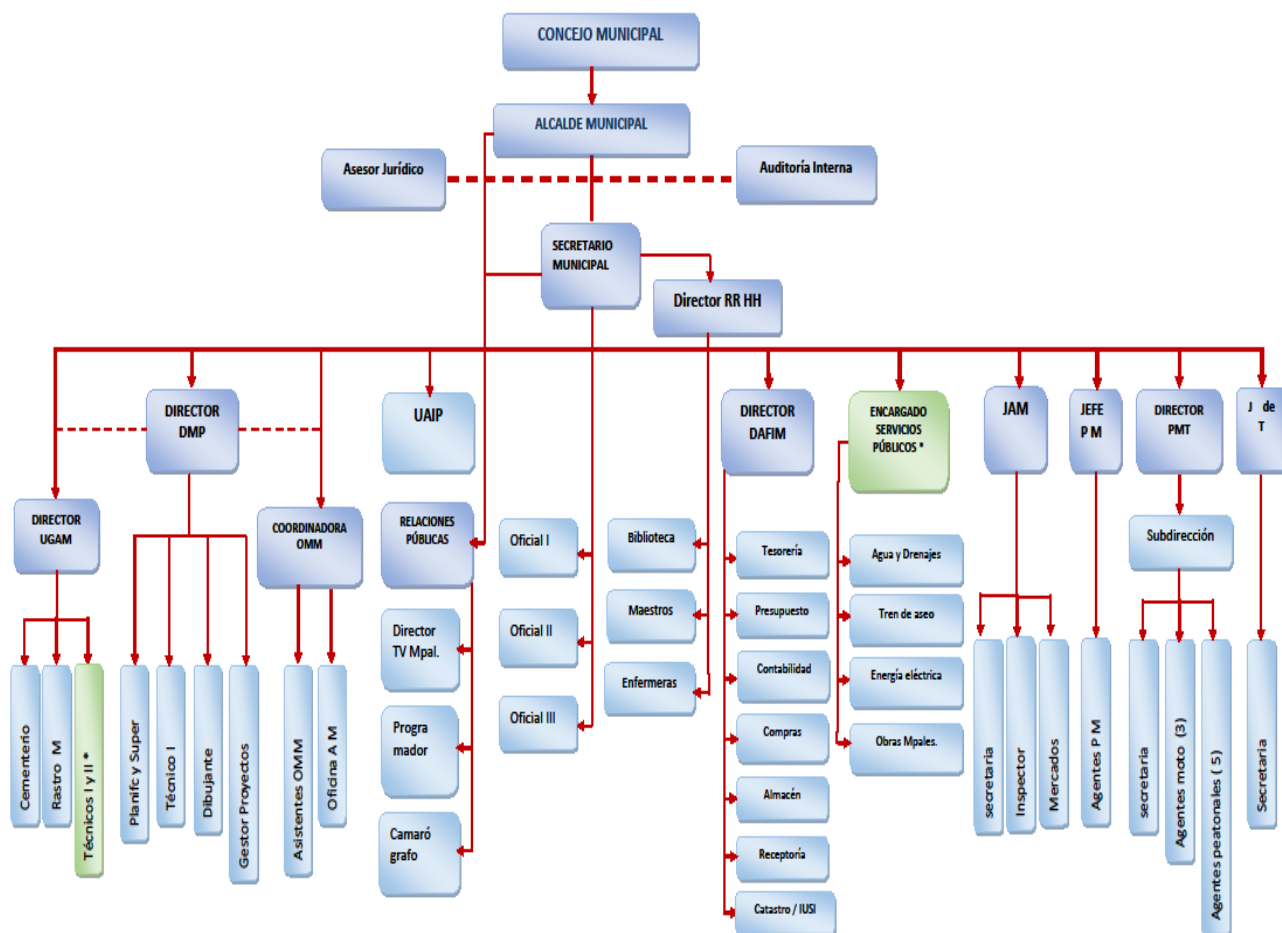 CONCEJO MUNICIPAL
ALCALDE MUNICIPAL
Asesor Jurídico
Auditoría Interna
SECRETARIO
MUNICIPAL
Director RR HH
DIRECTOR
DMP
UAIP
DIRECTOR
DAFIM
ENCARGADO
SERVICIOS
PÚBLICOS *
JAM
JEFE
P M
DIRECTOR
PMT
J de
T
DIRECTOR
UGAM
COORDINADORA
OMM
RELACIONES
PÚBLICAS
Oficial I
Biblioteca
Tesorería
Agua y Drenajes
Subdirección
Director
TV Mpal.
Oficial II
Maestros
Presupuesto
Tren de aseo
Progra
mador
Oficial III
Enfermeras
Contabilidad
Energía eléctrica
Compras
Obras Mpales.
Camaró
grafo
Almacén
Receptoría
Catastro / IUSI
Cementerio
Rastro M
Técnicos I y II *
Planifc y Super
Técnico I
Dibujante
Gestor Proyectos
Asistentes OMM
Oficina A M
secretaria
Inspector
Mercados
Agentes P M
secretaria
Agentes moto (3)
Agentes peatonales ( 5)
Secretaria